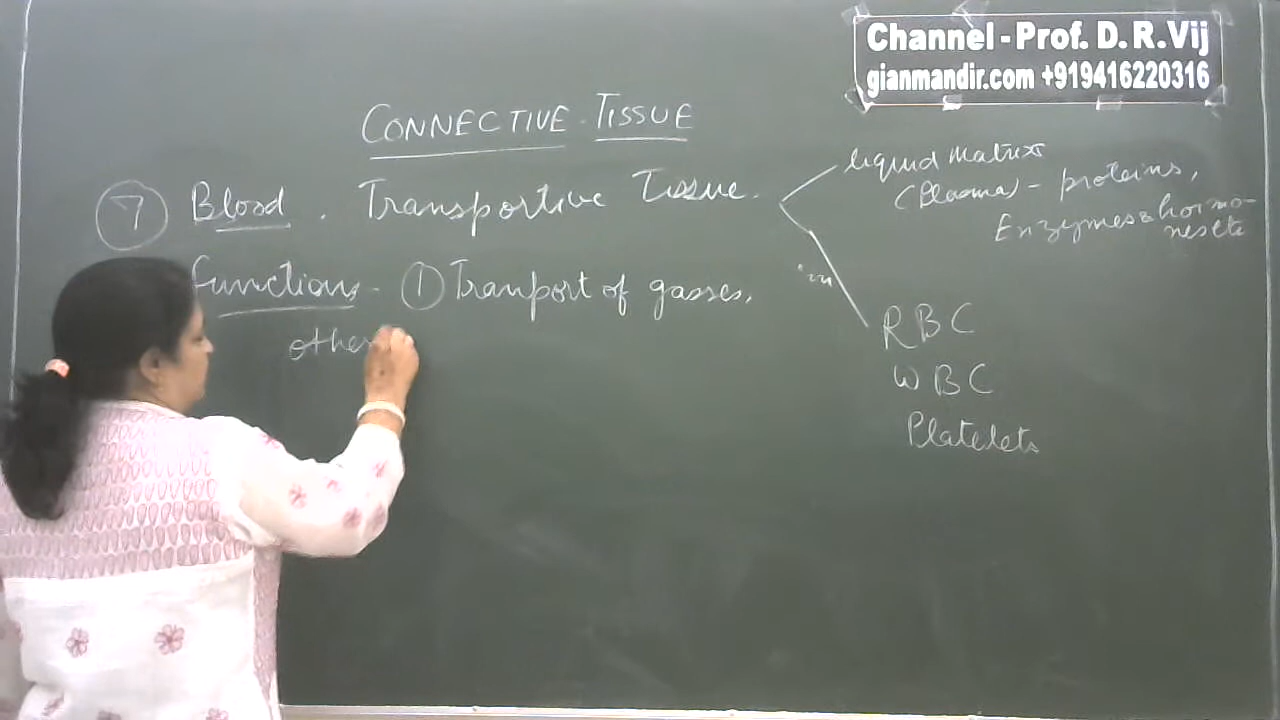 Channel - Prof. D. R. Vij
gianmandir.com +919416220316
CONNECTIVE TISSUE
7 Blood. Transportive Tissue.
liquid Matrix
(Plasma) - proteins,
Enzymes & hormo-
nes etc
Functions - 1 Tranport of gasses,
other
RBC
WBC
Platelets